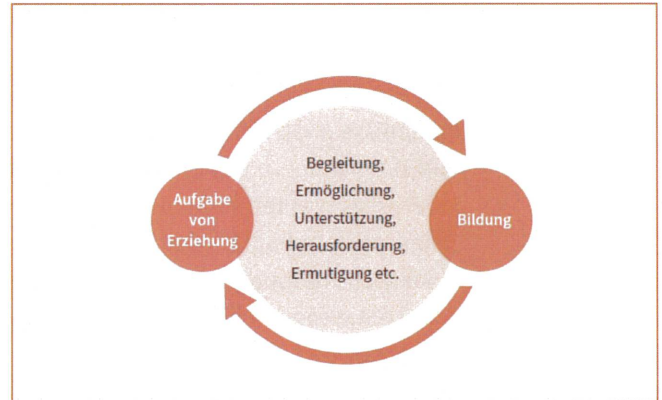 Aufgabe
von
Erziehung
Begleitung,
Ermöglichung,
Unterstützung,
Herausforderung,
Ermutigung etc.
Bildung